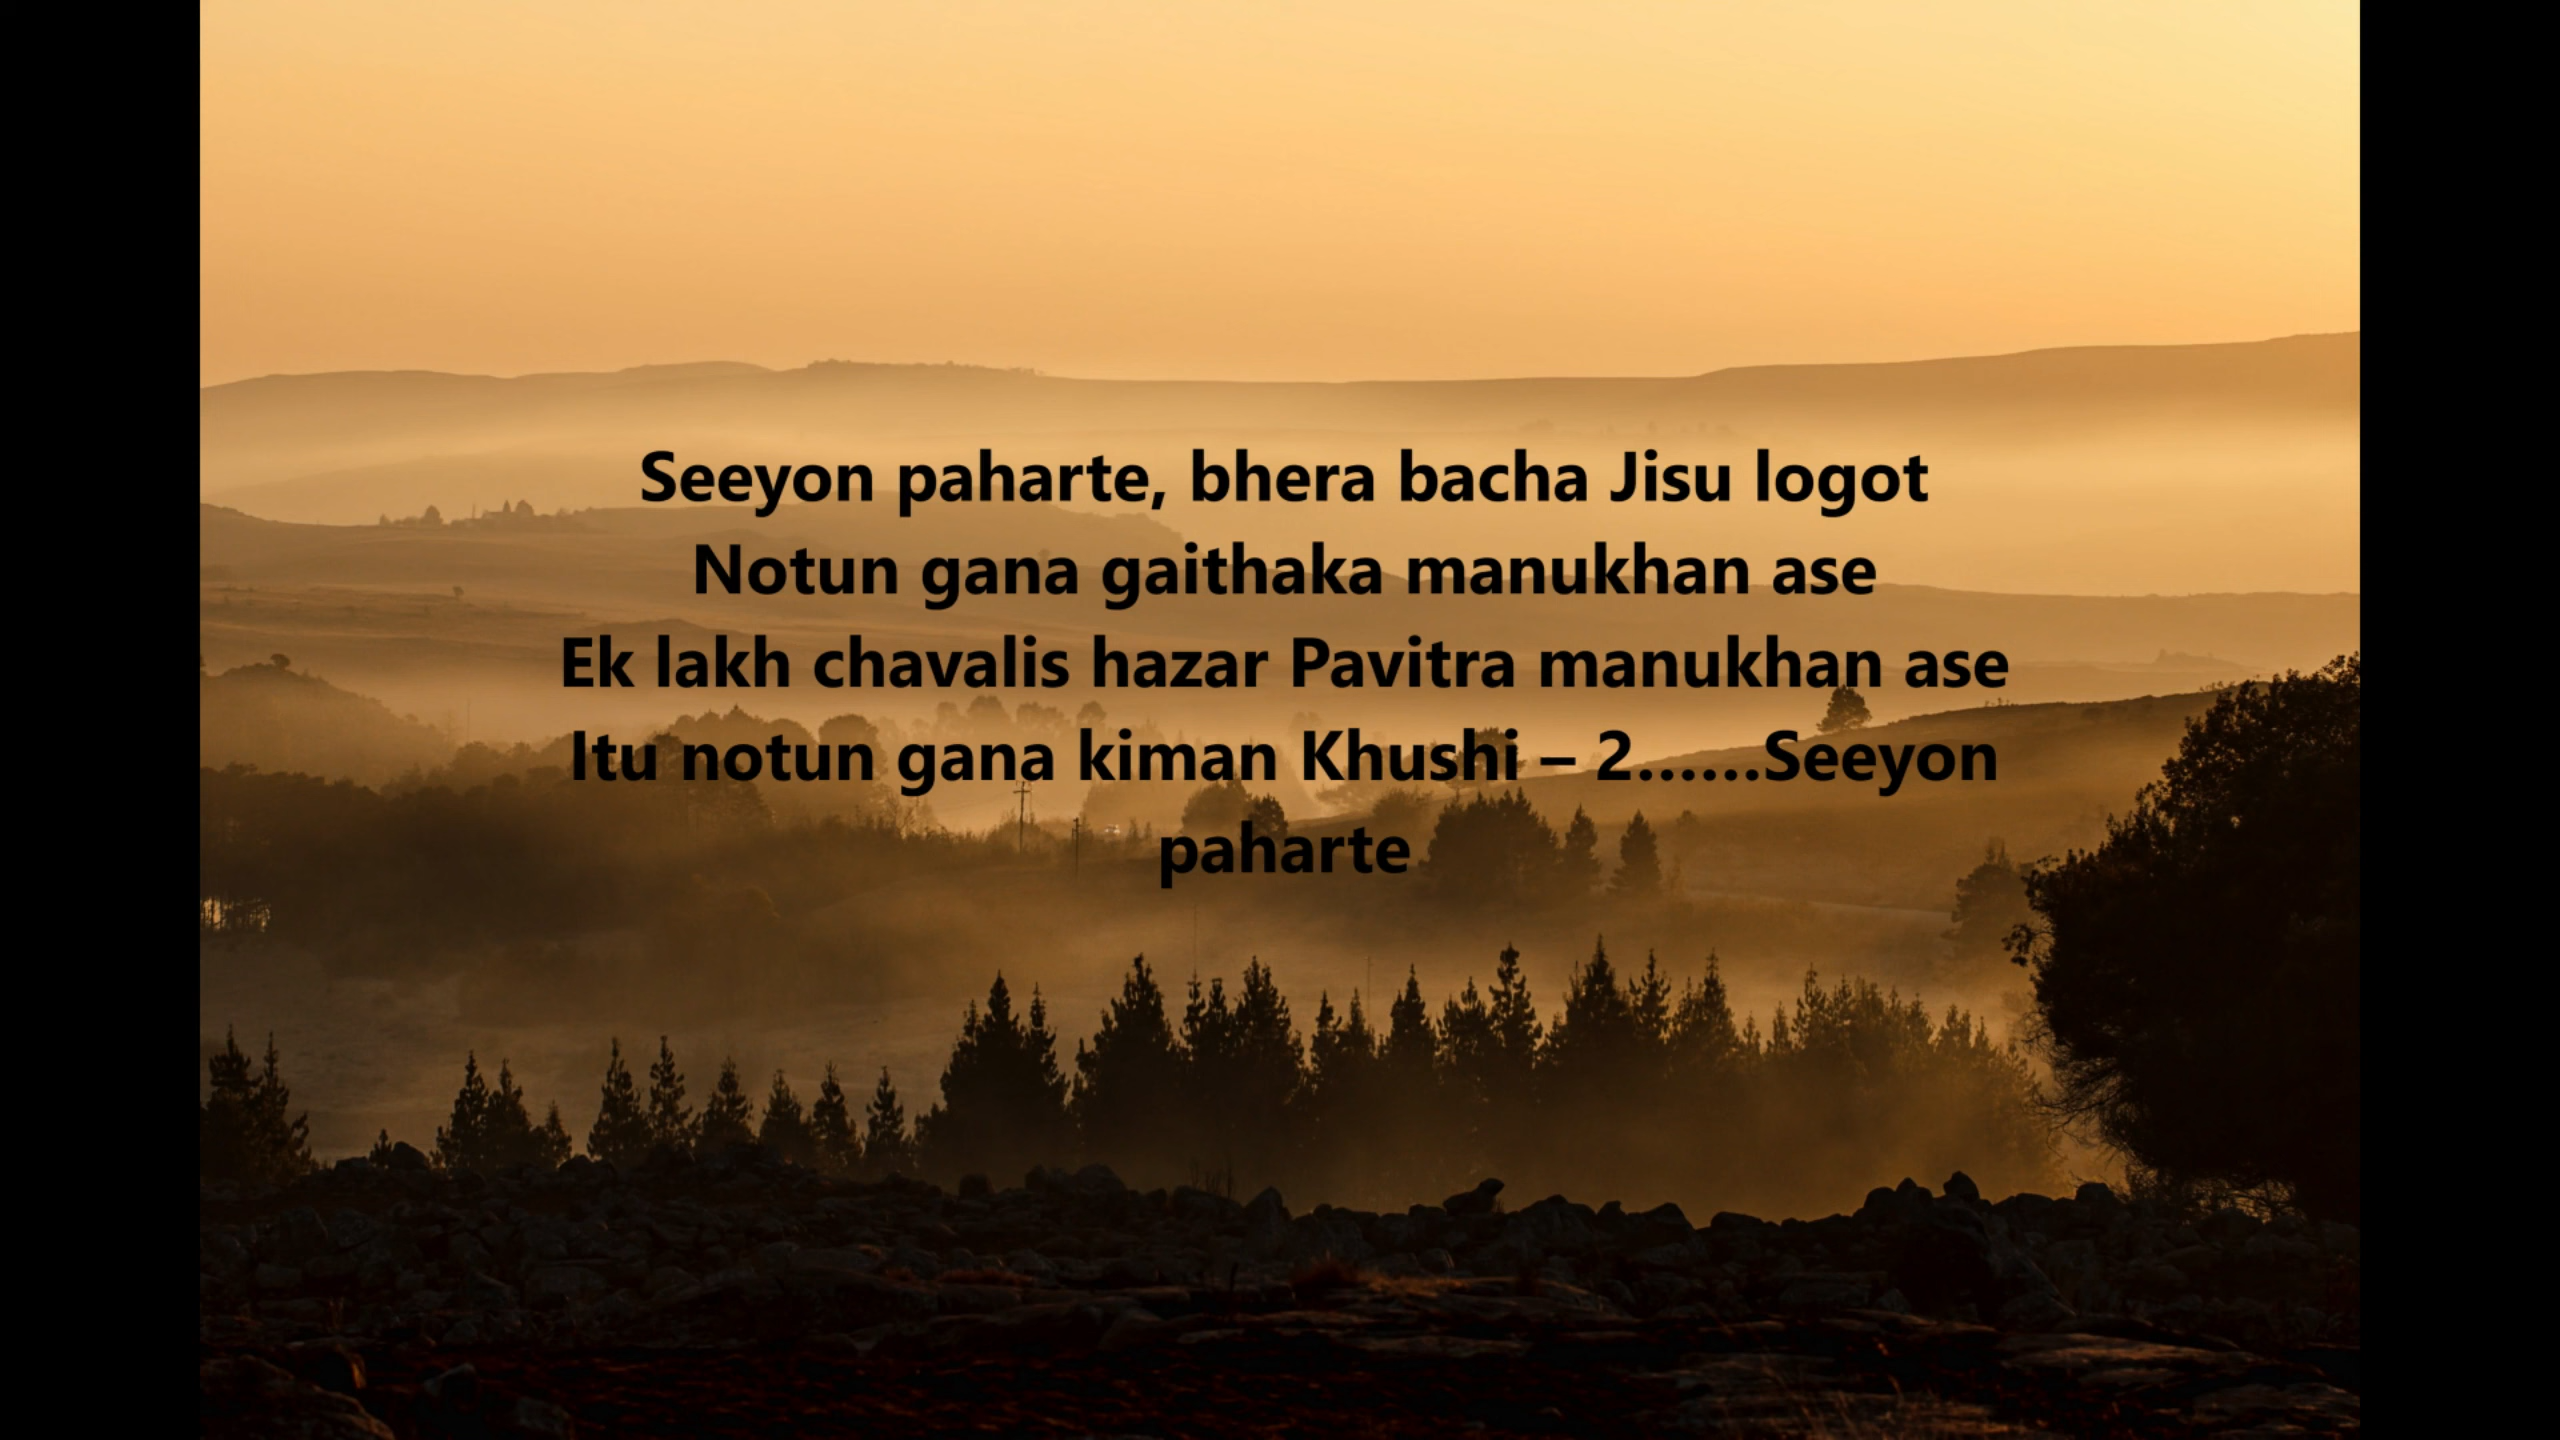 Seeyon paharte, bhera bacha Jisu logot
Notun gana gaithaka manukhan ase
Ek lakh chavalis hazar Pavitra manukhan ase
Itu notun gana kiman Khushi – 2……Seeyon
paharte